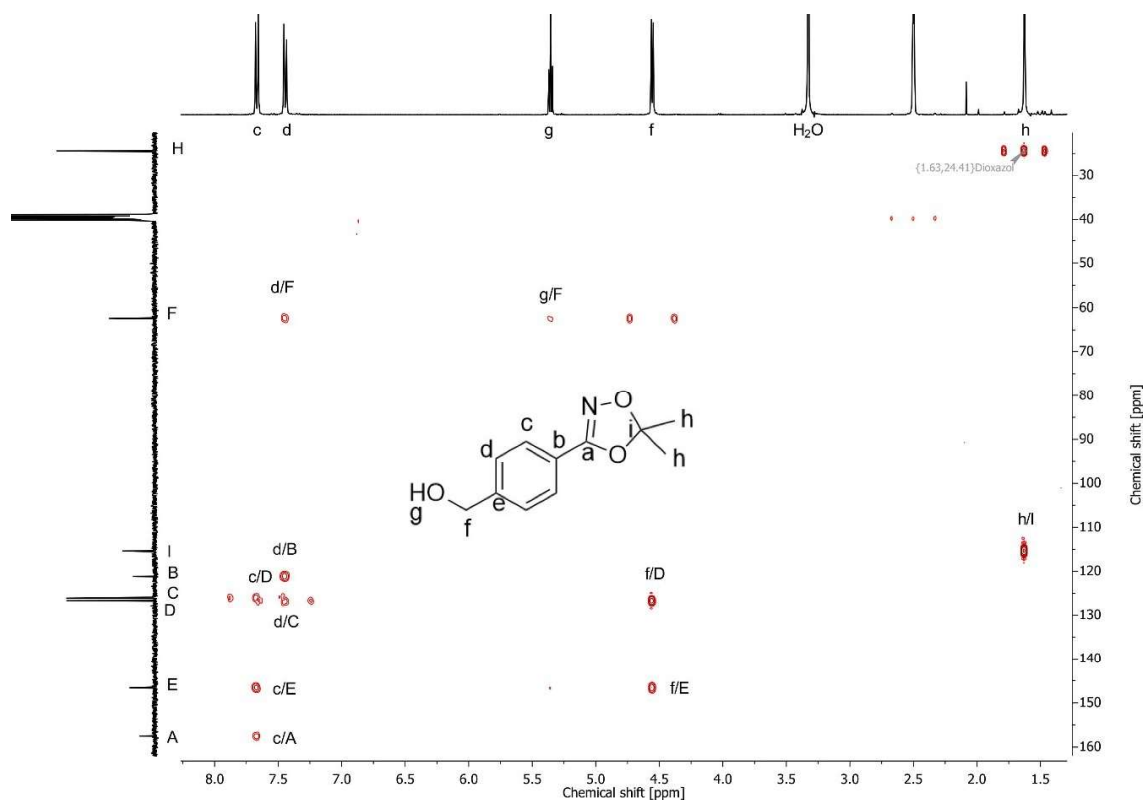 c d g f H₂O h
H
{1.63,24.41}Dioxazol
30
40
50
d/F g/F
F
60
70
80
N O
c h
d b i
a O h
HO e
g f
90
100
110
h/I
I d/B
B c/D f/D
120
C
D d/C
130
140
E c/E f/E
150
A c/A
160
8.0 7.5 7.0 6.5 6.0 5.5 5.0 4.5 4.0 3.5 3.0 2.5 2.0 1.5
Chemical shift [ppm]
Chemical shift [ppm]